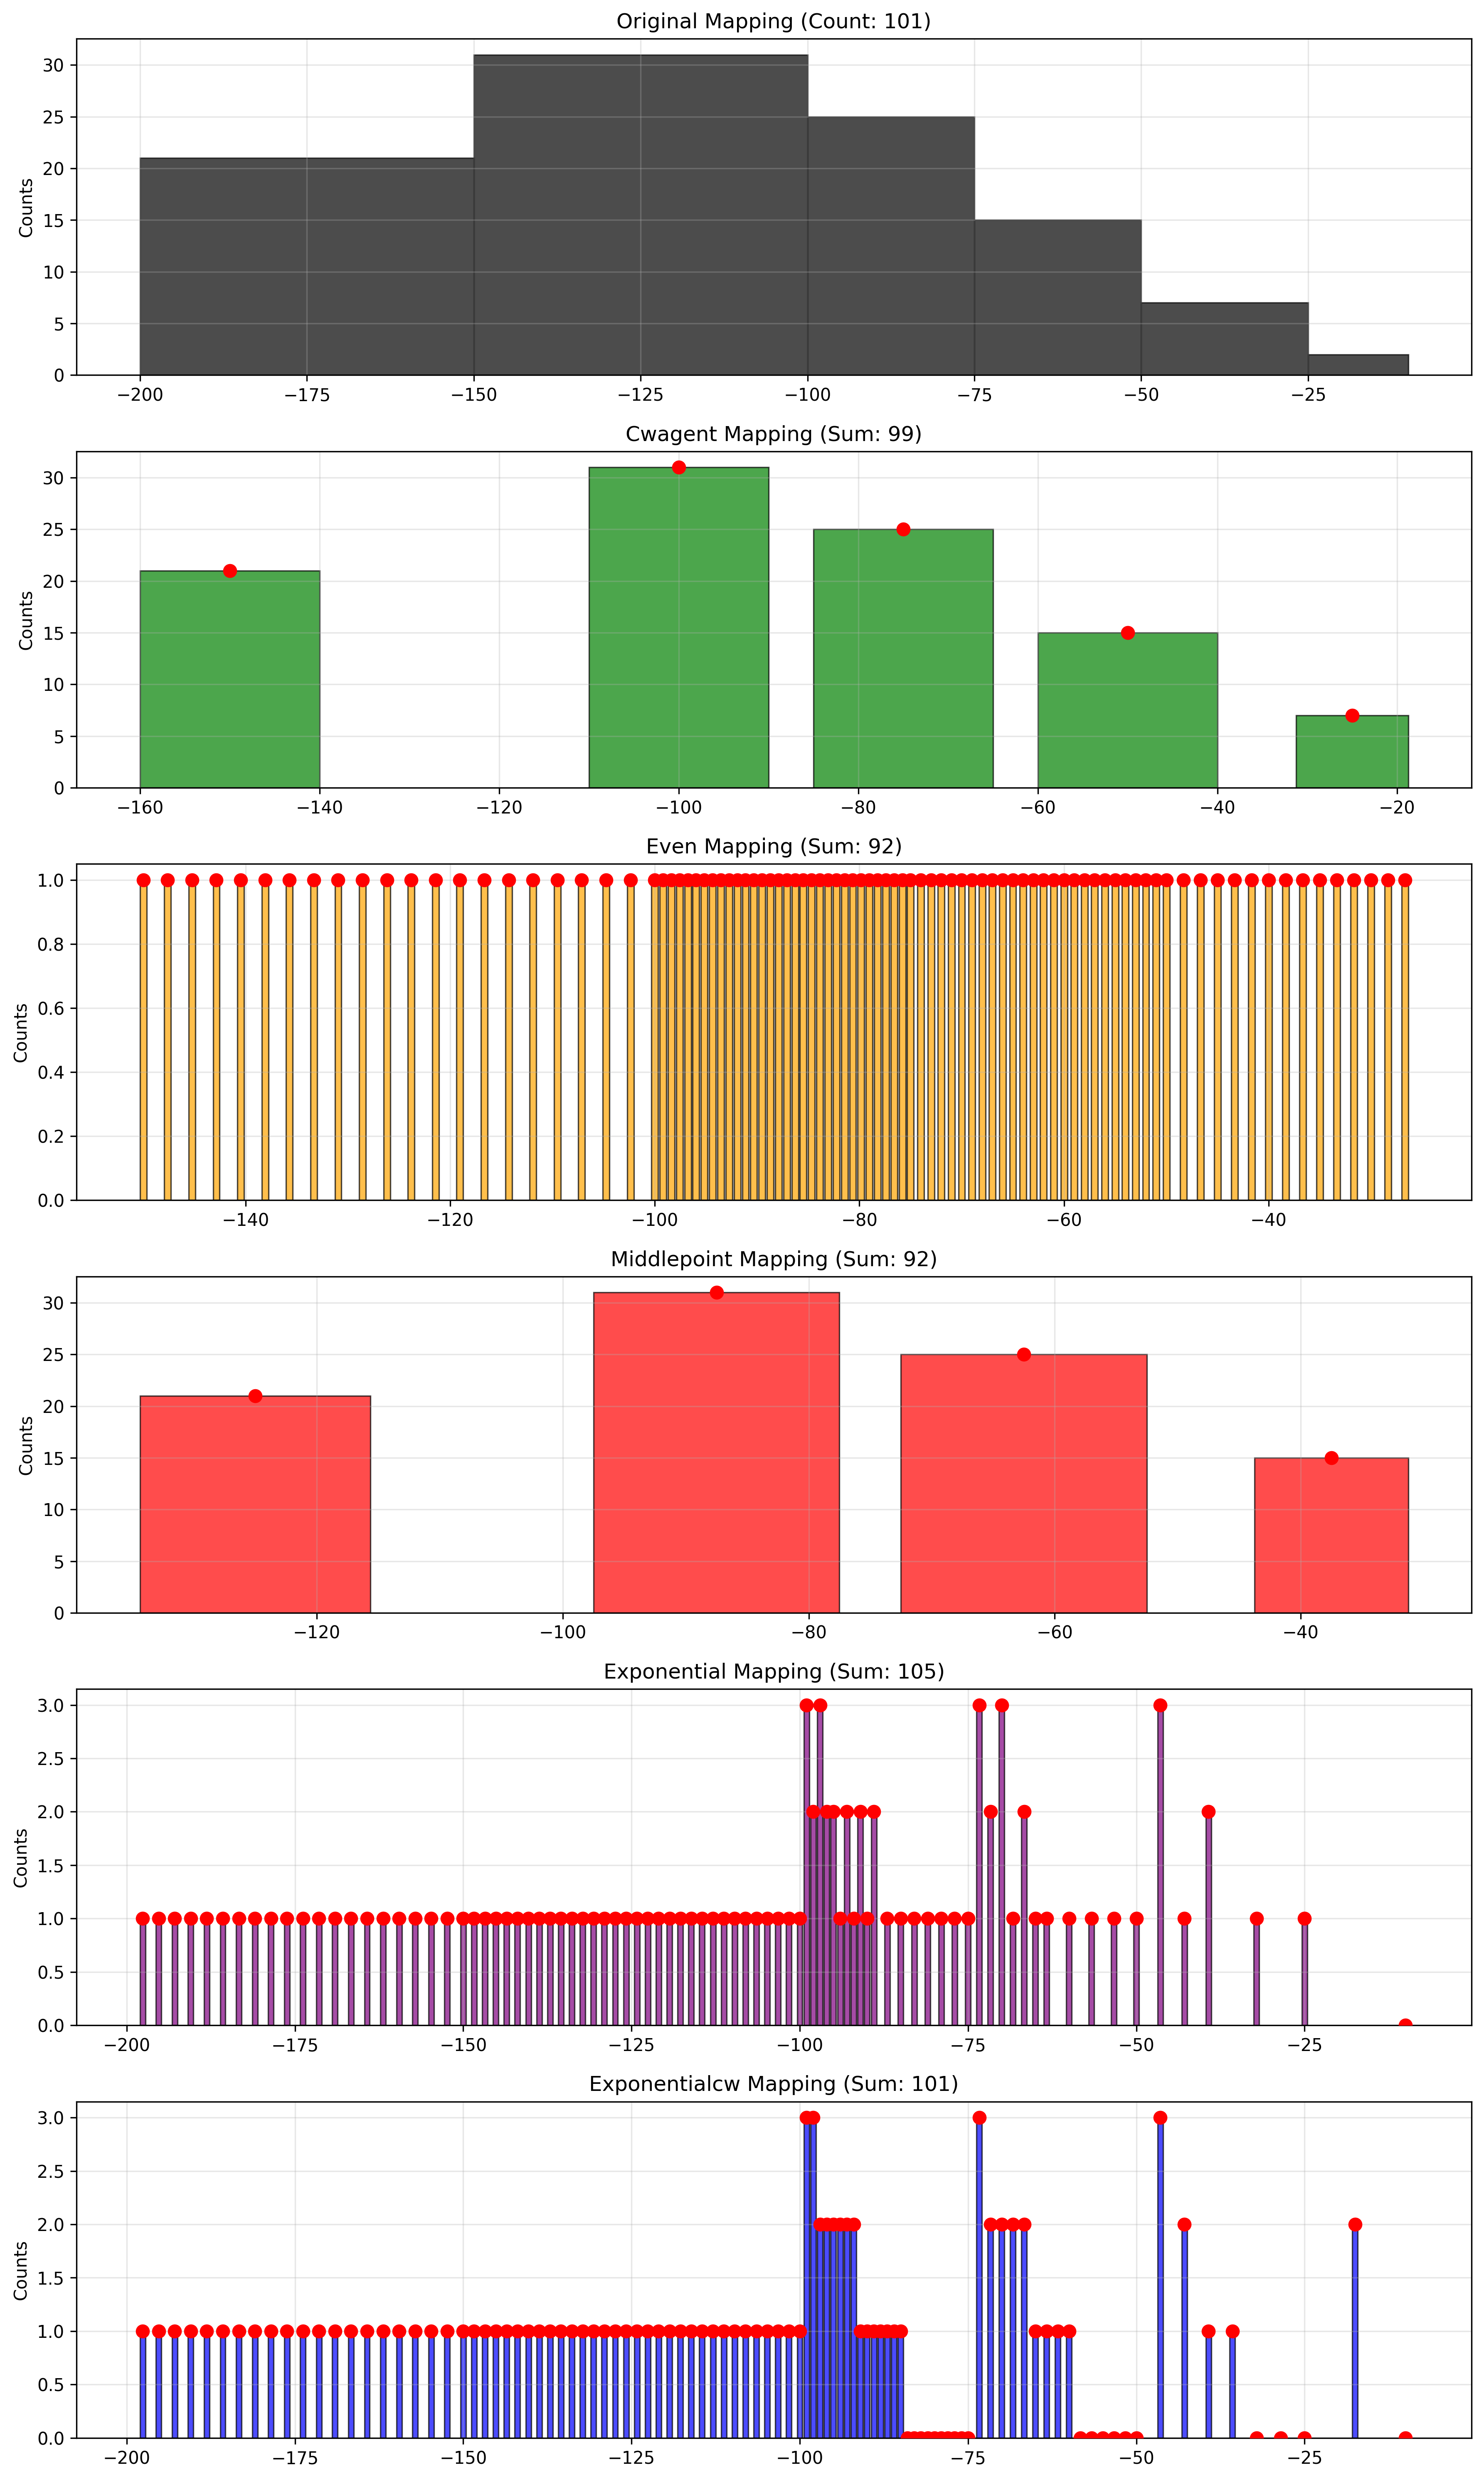 Original Mapping (Count: 101)
30
25
20
15
10
5
0
Counts
−200 −175 −150 −125 −100 −75 −50 −25
Cwagent Mapping (Sum: 99)
30
25
20
15
10
5
0
Counts
−160 −140 −120 −100 −80 −60 −40 −20
Even Mapping (Sum: 92)
1.0
0.8
0.6
0.4
0.2
0.0
Counts
−140 −120 −100 −80 −60 −40
Middlepoint Mapping (Sum: 92)
30
25
20
15
10
5
0
Counts
−120 −100 −80 −60 −40
Exponential Mapping (Sum: 105)
3.0
2.5
2.0
1.5
1.0
0.5
0.0
Counts
−200 −175 −150 −125 −100 −75 −50 −25
Exponentialcw Mapping (Sum: 101)
3.0
2.5
2.0
1.5
1.0
0.5
0.0
Counts
−200 −175 −150 −125 −100 −75 −50 −25